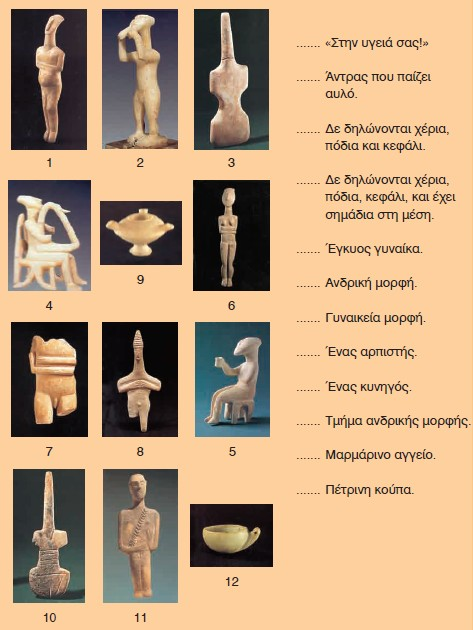 1
2
3
4
9
6
7
8
5
10
11
12
....... «Στην υγειά σας!»
....... Άντρας που παίζει
αυλό.
....... Δε δηλώνονται χέρια,
πόδια και κεφάλι.
....... Δε δηλώνονται χέρια,
πόδια, κεφάλι, και έχει
σημάδια στη μέση.
....... Έγκυος γυναίκα.
....... Ανδρική μορφή.
....... Γυναικεία μορφή.
....... Ένας αρπιστής.
....... Ένας κυνηγός.
....... Τμήμα ανδρικής μορφής.
....... Μαρμάρινο αγγείο.
....... Πέτρινη κούπα.